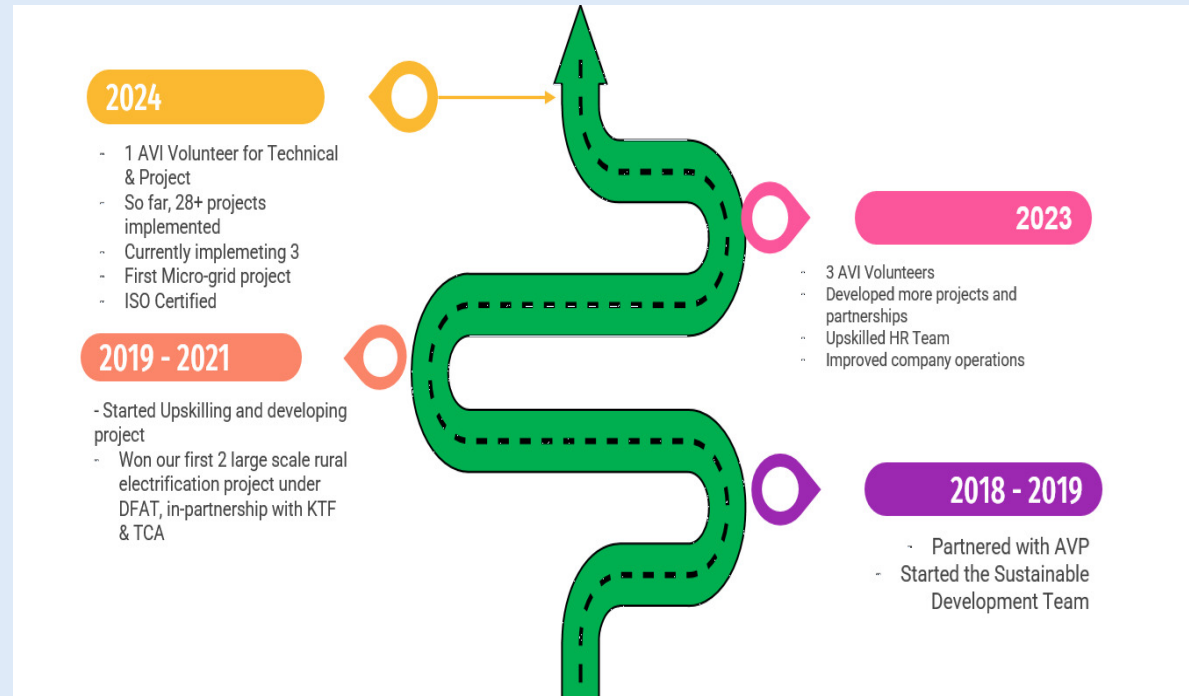 2024
- 1 AVI Volunteer for Technical
& Project
- So far, 28+ projects
implemented
- Currently implemeting 3
- First Micro-grid project
- ISO Certified
2023
- 3 AVI Volunteers
- Developed more projects and
partnerships
- Upskilled HR Team
- Improved company operations
2019 - 2021
- Started Upskilling and developing
project
- Won our first 2 large scale rural
electrification project under
DFAT, in-partnership with KTF
& TCA
2018 - 2019
- Partnered with AVP
- Started the Sustainable
Development Team